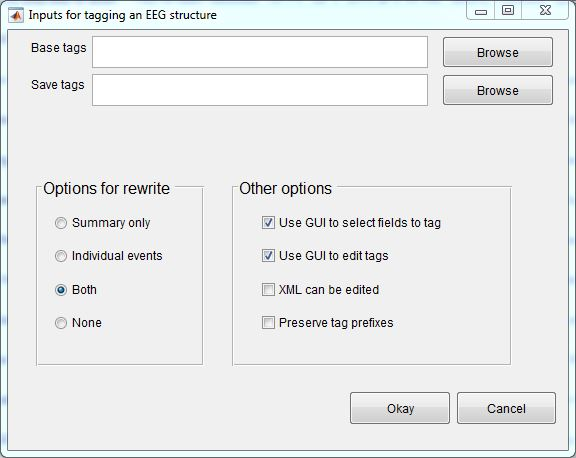 Inputs for tagging an EEG structure
Base tags
Browse
Save tags
Browse
Options for rewrite
Summary only
Individual events
Both
None
Other options
Use GUI to select fields to tag
Use GUI to edit tags
XML can be edited
Preserve tag prefixes
Okay
Cancel